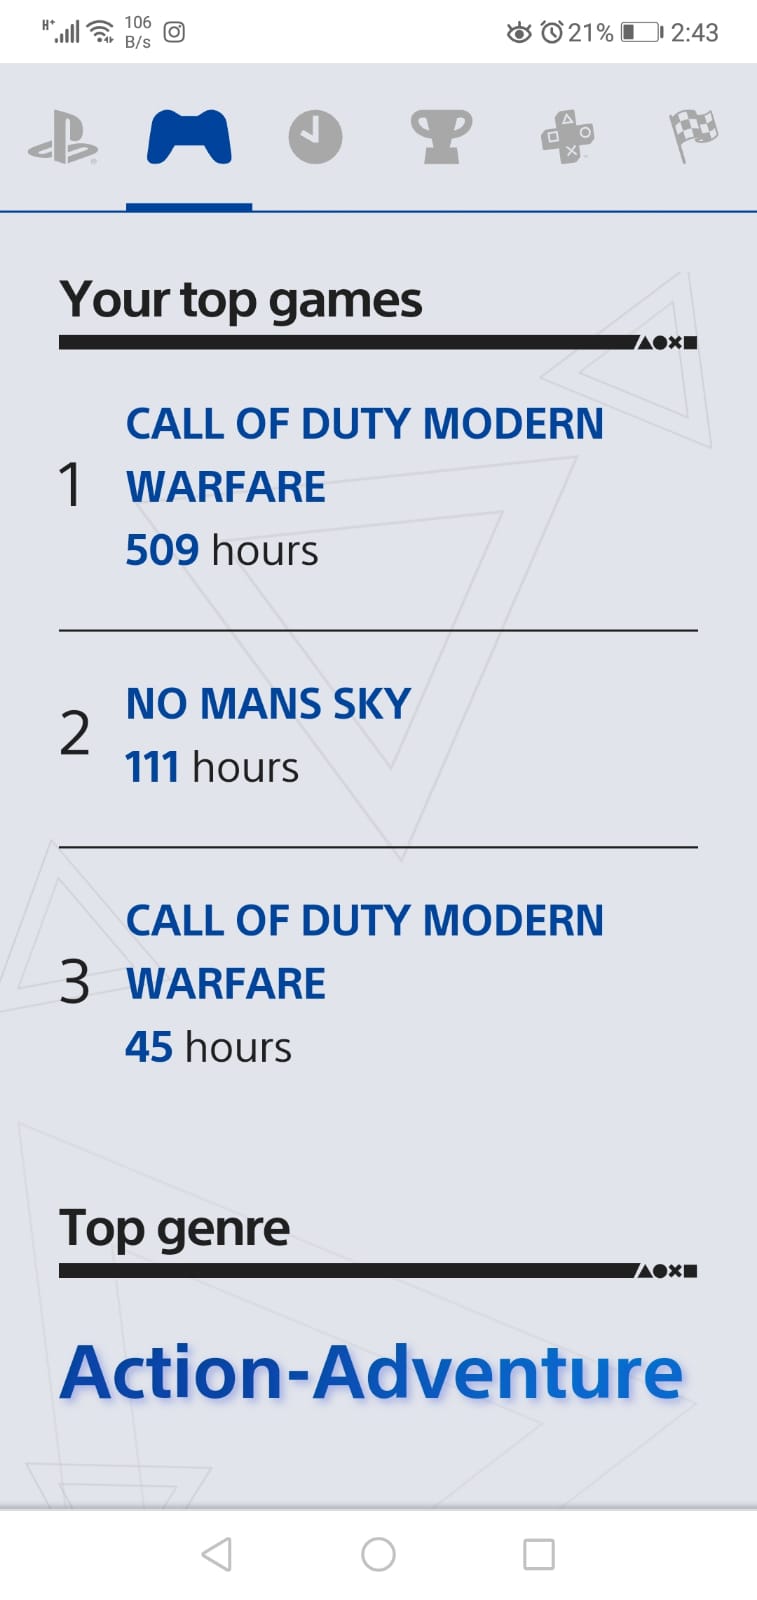 H+ 106 B/s 21% 2:43
Your top games
1
CALL OF DUTY MODERN
WARFARE
509 hours
2
NO MANS SKY
111 hours
3
CALL OF DUTY MODERN
WARFARE
45 hours
Top genre
Action-Adventure